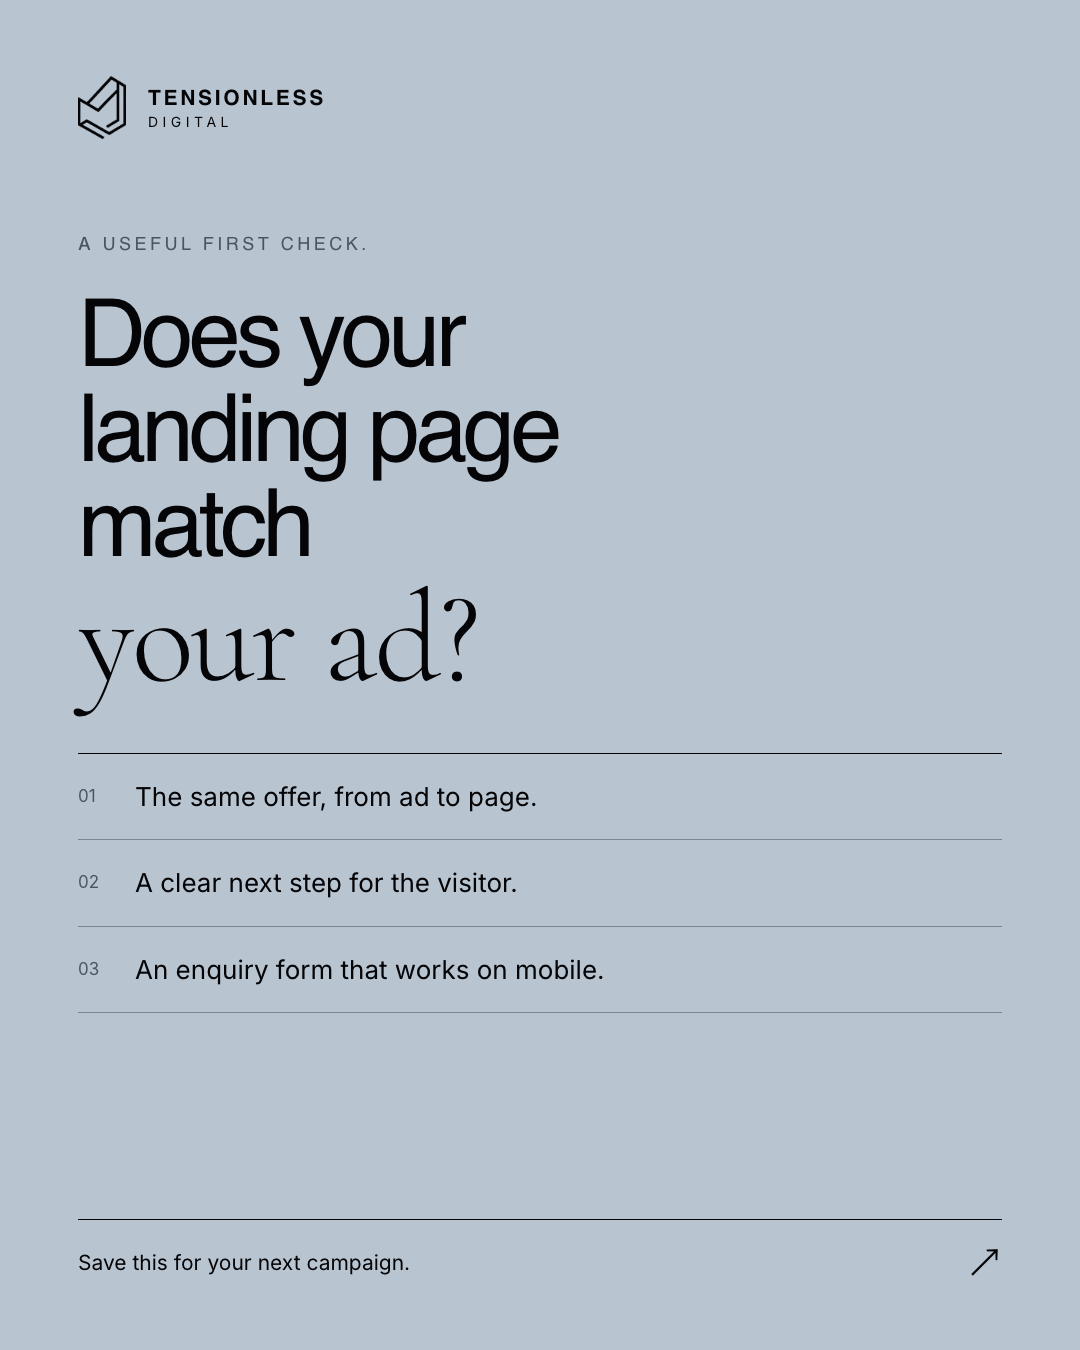 TENSIONLESS
DIGITAL
A USEFUL FIRST CHECK.
Does your
landing page
match
your ad?
01 The same offer, from ad to page.
02 A clear next step for the visitor.
03 An enquiry form that works on mobile.
Save this for your next campaign.